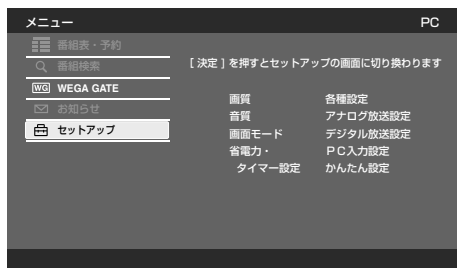 メニュー
PC
番組表・予約
番組検索
WG WEGA GATE
お知らせ
セットアップ
[ 決定 ] を押すとセットアップの画面に切り換わります
画質
音質
画面モード
省電力・
タイマー設定
各種設定
アナログ放送設定
デジタル放送設定
ＰＣ入力設定
かんたん設定